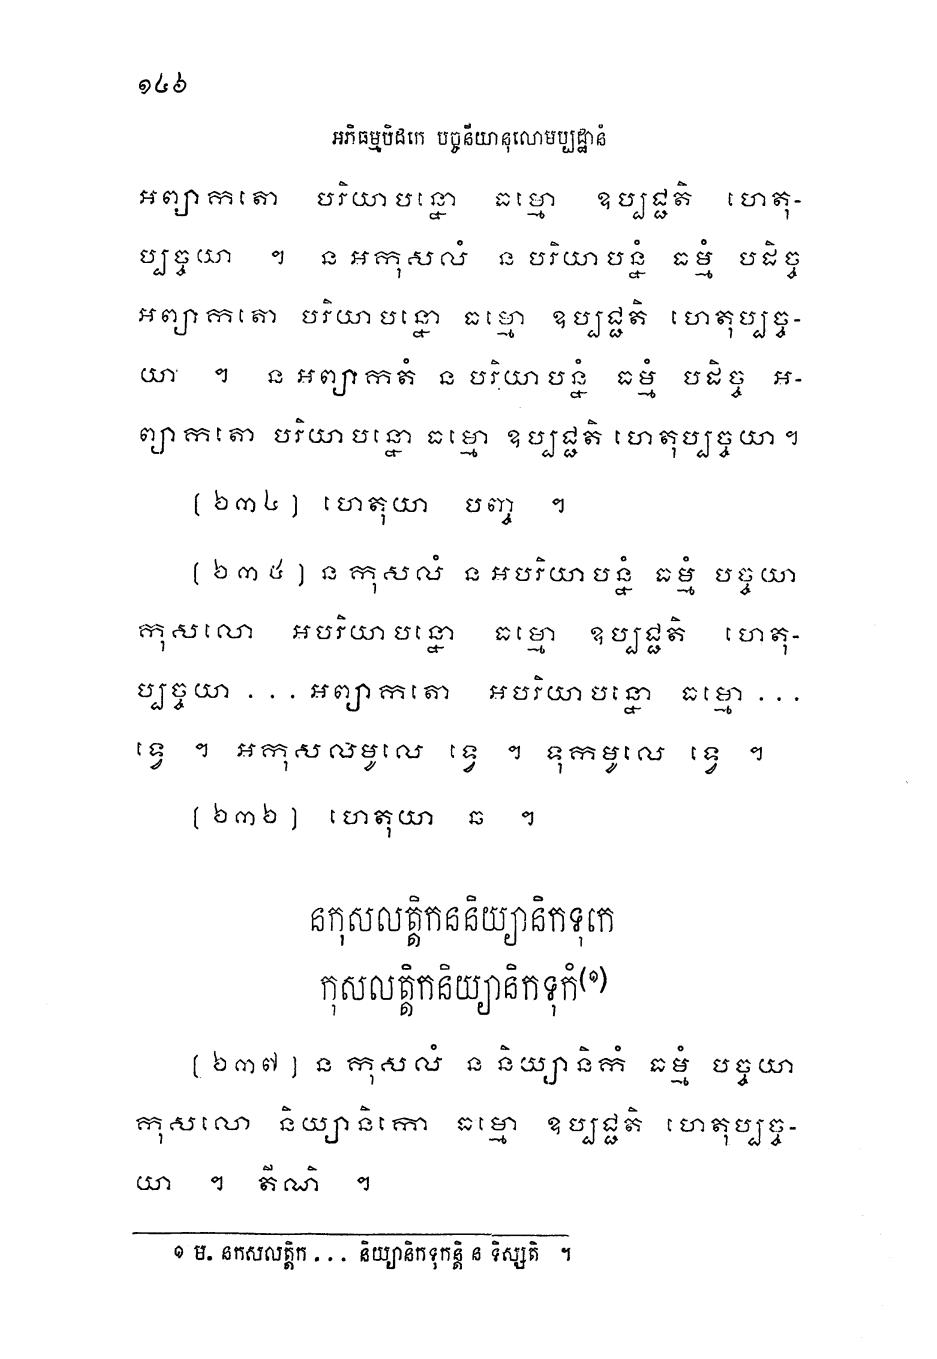 ១៤៦
អភិធម្មបិដកេ បច្ចនីយានុលោមប្បដ្ឋានំ
អព្យាកតោ បរិយាបន្នោ ធម្មោ ឧប្បជ្ជតិ ហេតុ-
ប្បច្ចយា ។ ន អកុសលំ ន បរិយាបន្នំ ធម្មំ បដិច្ច
អព្យាកតោ បរិយាបន្នោ ធម្មោ ឧប្បជ្ជតិ ហេតុប្បច្ច-
យា ។ ន អព្យាកតំ ន បរិយាបន្នំ ធម្មំ បដិច្ច អ-
ព្យាកតោ បរិយាបន្នោ ធម្មោ ឧប្បជ្ជតិ ហេតុប្បច្ចយា ។
[ ៦៣៤ ] ហេតុយា បញ្ច ។
[ ៦៣៥ ] ន កុសលំ ន អបរិយាបន្នំ ធម្មំ បច្ចយា
កុសលោ អបរិយាបន្នោ ធម្មោ ឧប្បជ្ជតិ ហេតុ-
ប្បច្ចយា . . . អព្យាកតោ អបរិយាបន្នោ ធម្មោ . . .
ទ្វេ ។ អកុសលមូលេ ទ្វេ ។ ទុកមូលេ ទ្វេ ។
[ ៦៣៦ ] ហេតុយា ឆ ។
នកុសលត្តិកននិយ្យានិកទុកេ
កុសលត្តិកនិយ្យានិកទុកំ(១)
[ ៦៣៧ ] ន កុសលំ ន និយ្យានិកំ ធម្មំ បច្ចយា
កុសលោ និយ្យានិកោ ធម្មោ ឧប្បជ្ជតិ ហេតុប្បច្ច-
យា ។ តីណិ ។
១ ម. នកសលត្តិក . . . និយ្យានិកទុកន្តិ ន ទិស្សតិ ។